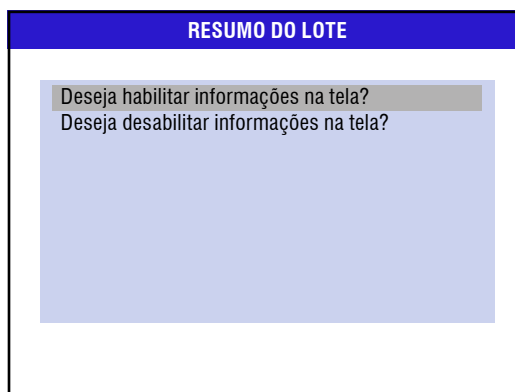 RESUMO DO LOTE
Deseja habilitar informações na tela?
Deseja desabilitar informações na tela?